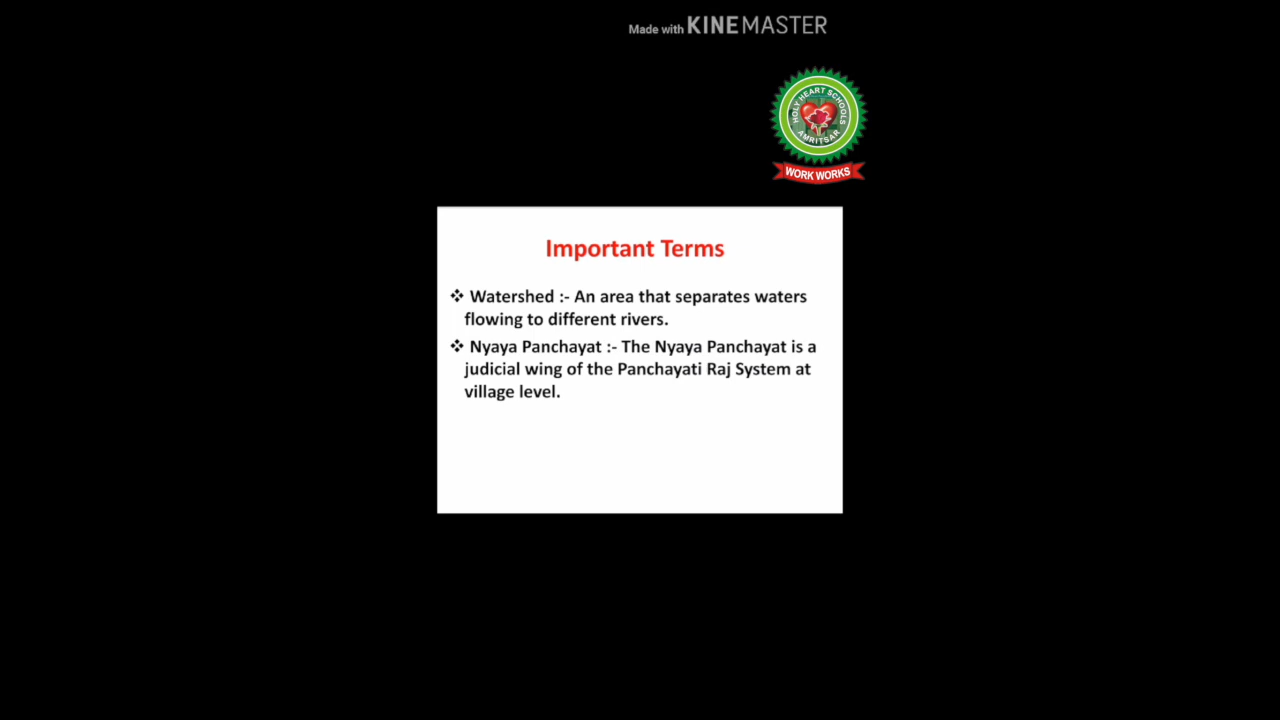 Made with KINEMASTER
HOLY HEART SCHOOLS
AMRITSAR
WORK WORKS
Important Terms
❖ Watershed :- An area that separates waters
flowing to different rivers.
❖ Nyaya Panchayat :- The Nyaya Panchayat is a
judicial wing of the Panchayati Raj System at
village level.